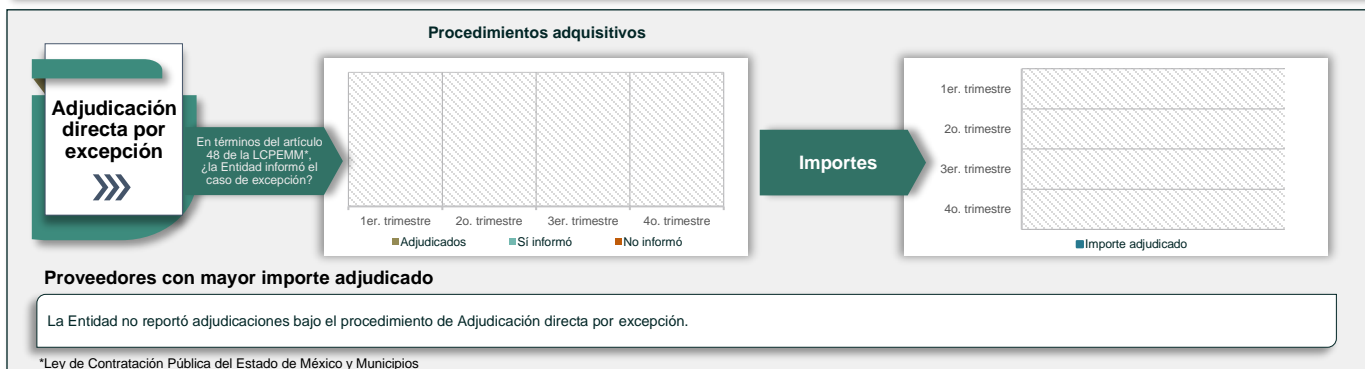 Procedimientos adquisitivos
Adjudicación
directa por
excepción
En términos del artículo
48 de la LCPEMM*,
¿la Entidad informó el
caso de excepción?
1er. trimestre 2o. trimestre 3er. trimestre 4o. trimestre
Adjudicados Sí informó No informó
Importes
1er. trimestre
2o. trimestre
3er. trimestre
4o. trimestre
Importe adjudicado
Proveedores con mayor importe adjudicado
La Entidad no reportó adjudicaciones bajo el procedimiento de Adjudicación directa por excepción.
*Ley de Contratación Pública del Estado de México y Municipios